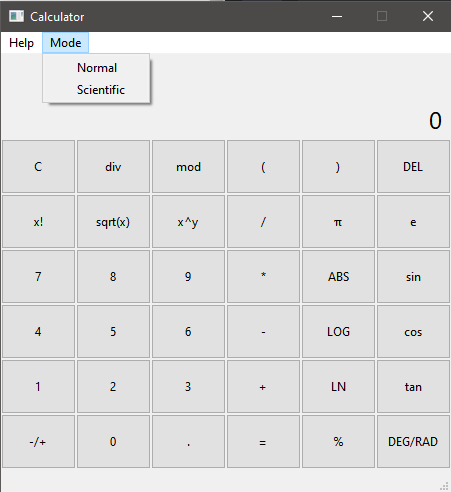 Calculator
Help Mode
Normal
Scientific
0
C div mod ( ) DEL
x! sqrt(x) x^y / π e
7 8 9 * ABS sin
4 5 6 - LOG cos
1 2 3 + LN tan
-/+ 0 . = % DEG/RAD